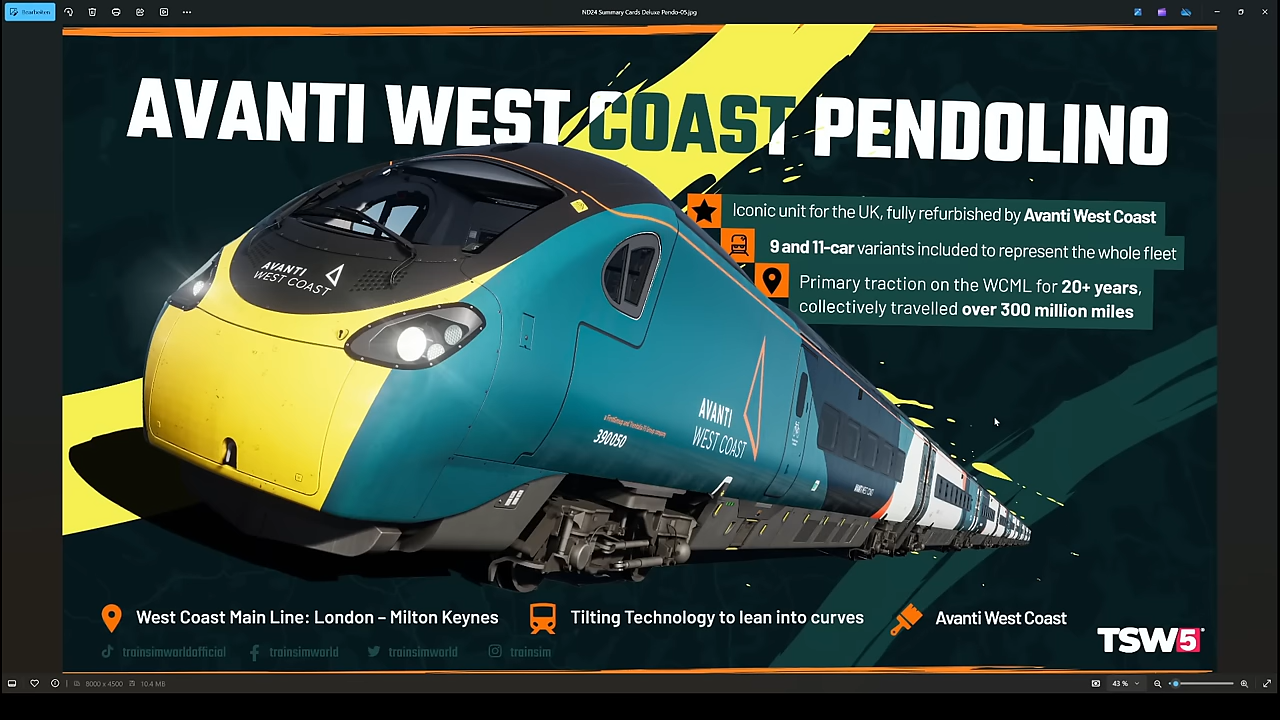 Bearbeiten
ND24 Summary Cards Deluxe Pendo-05.jpg
AVANTI WEST COAST PENDOLINO
Iconic unit for the UK, fully refurbished by Avanti West Coast
9 and 11-car variants included to represent the whole fleet
Primary traction on the WCML for 20+ years,
collectively travelled over 300 million miles
AVANTI
WEST COAST
AVANTI
WEST COAST
390050
West Coast Main Line: London – Milton Keynes
Tilting Technology to lean into curves
Avanti West Coast
trainsimworldofficial
trainsimworld
trainsimworld
trainsim
TSW5
8000 x 4500
10.4 MB
43 %